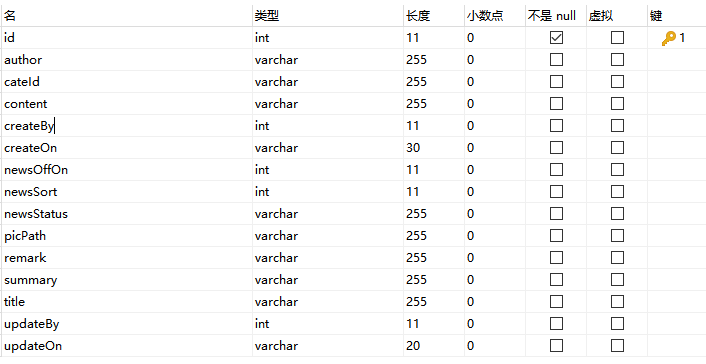 名 类型 长度 小数点 不是 null 虚拟 键
id int 11 0 1
author varchar 255 0
cateId varchar 255 0
content varchar 255 0
createBy int 11 0
createOn varchar 30 0
newsOffOn int 11 0
newsSort int 11 0
newsStatus varchar 255 0
picPath varchar 255 0
remark varchar 255 0
summary varchar 255 0
title varchar 255 0
updateBy int 11 0
updateOn varchar 20 0